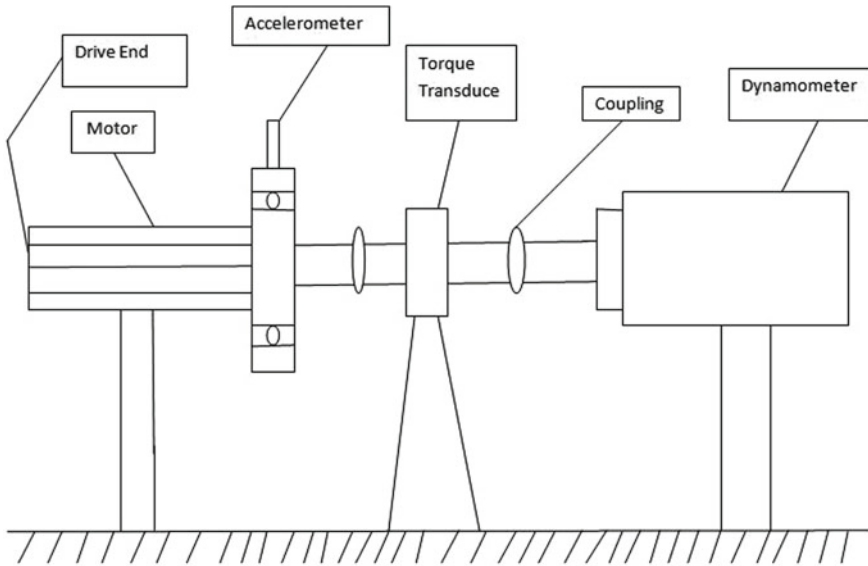 Accelerometer
Drive End
Torque
Transduce
Dynamometer
Coupling
Motor